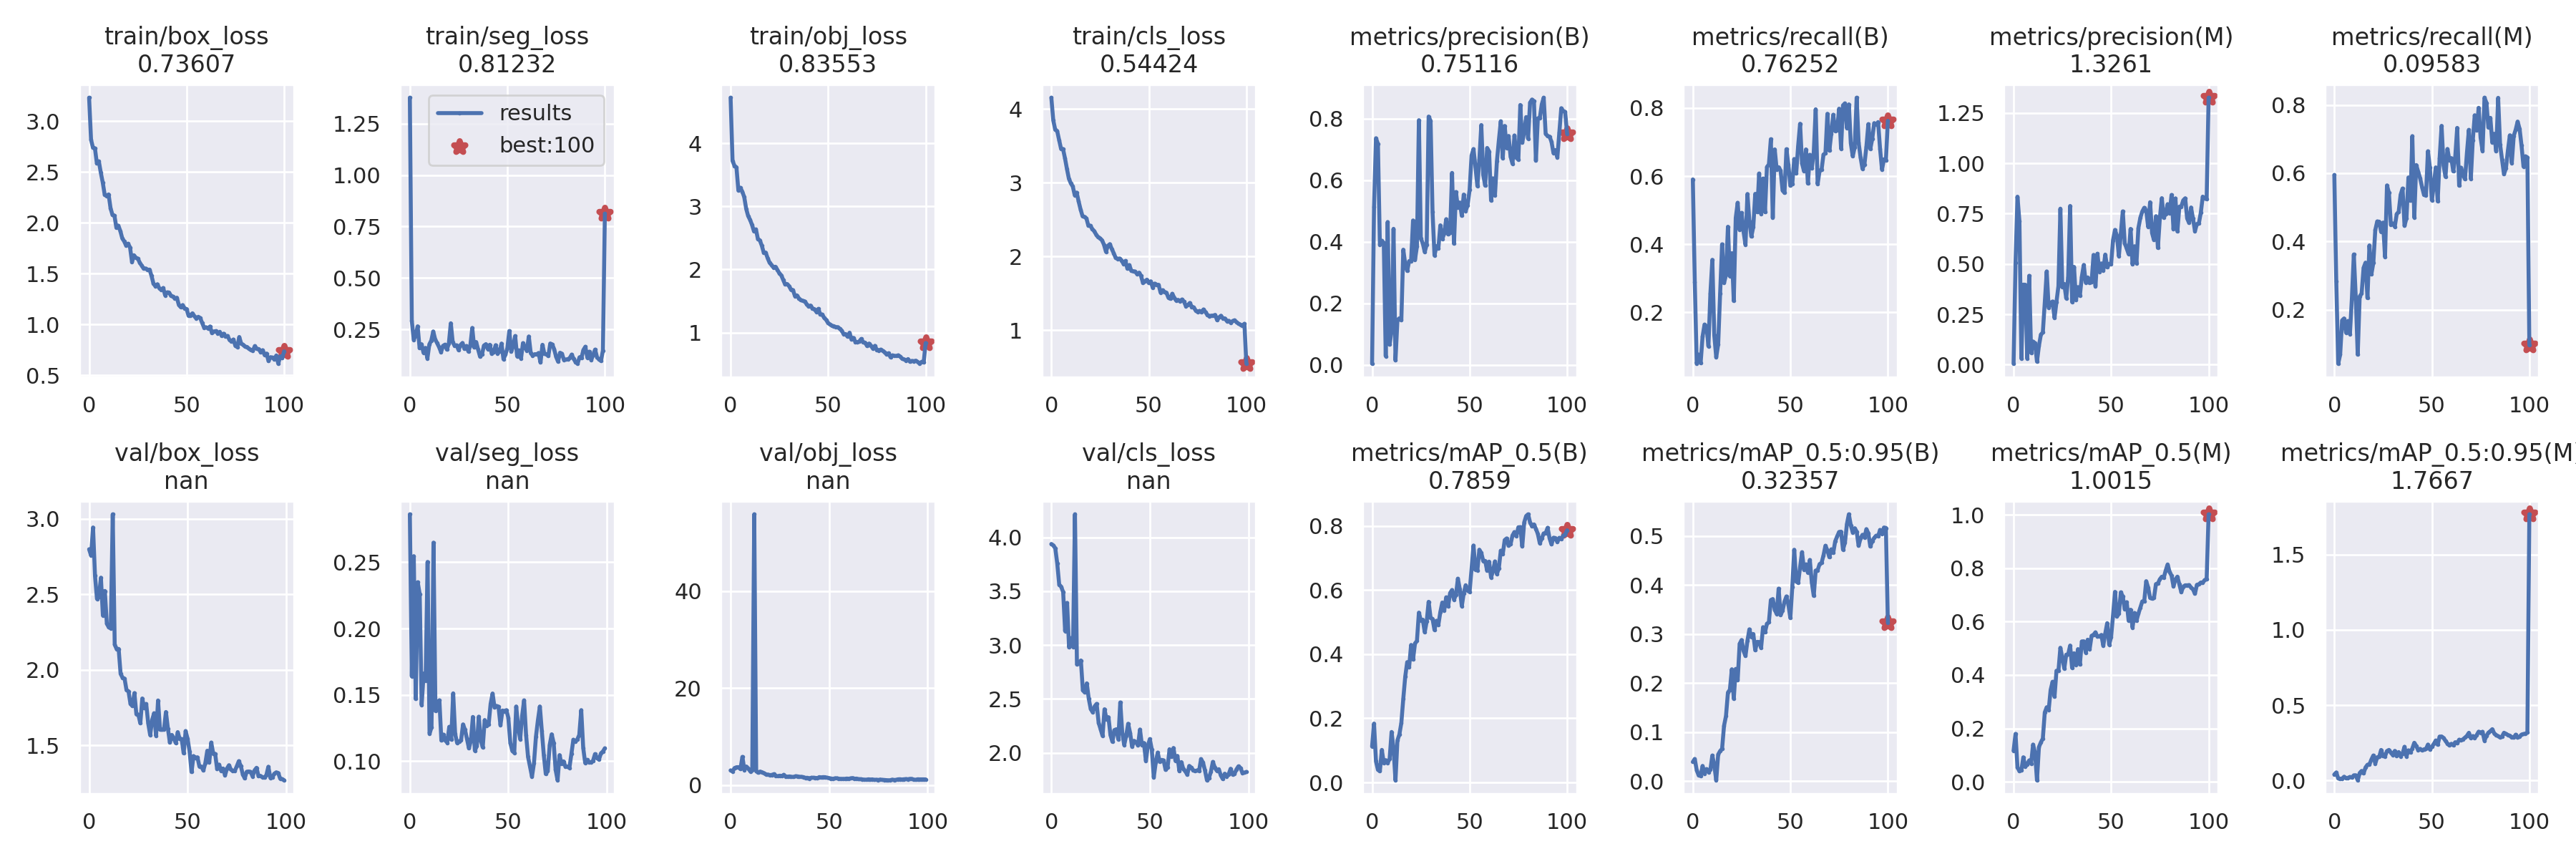 train/box_loss
0.73607
train/seg_loss
0.81232
train/obj_loss
0.83553
train/cls_loss
0.54424
metrics/precision(B)
0.75116
metrics/recall(B)
0.76252
metrics/precision(M)
1.3261
metrics/recall(M)
0.09583
3.0
2.5
2.0
1.5
1.0
0.5
0 50 100
results
best:100
1.25
1.00
0.75
0.50
0.25
0 50 100
4
3
2
1
0 50 100
4
3
2
1
0 50 100
0.8
0.6
0.4
0.2
0.0
0 50 100
0.8
0.6
0.4
0.2
0 50 100
1.25
1.00
0.75
0.50
0.25
0.00
0 50 100
0.8
0.6
0.4
0.2
0 50 100
val/box_loss
nan
val/seg_loss
nan
val/obj_loss
nan
val/cls_loss
nan
metrics/mAP_0.5(B)
0.7859
metrics/mAP_0.5:0.95(B)
0.32357
metrics/mAP_0.5(M)
1.0015
metrics/mAP_0.5:0.95(M
1.7667
3.0
2.5
2.0
1.5
0 50 100
0.25
0.20
0.15
0.10
0 50 100
40
20
0
0 50 100
4.0
3.5
3.0
2.5
2.0
0 50 100
0.8
0.6
0.4
0.2
0.0
0 50 100
0.5
0.4
0.3
0.2
0.1
0.0
0 50 100
1.0
0.8
0.6
0.4
0.2
0.0
0 50 100
1.5
1.0
0.5
0.0
0 50 100